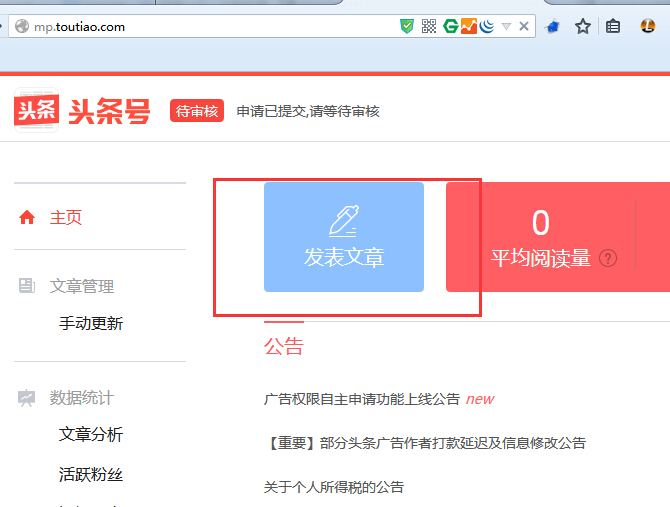 mp.toutiao.com
头条 头条号 待审核 申请已提交,请等待审核
主页
文章管理
手动更新
数据统计
文章分析
活跃粉丝
发表文章
0
平均阅读量 ?
公告
广告权限自主申请功能上线公告 new
【重要】部分头条广告作者打款延迟及信息修改公告
关于个人所得税的公告